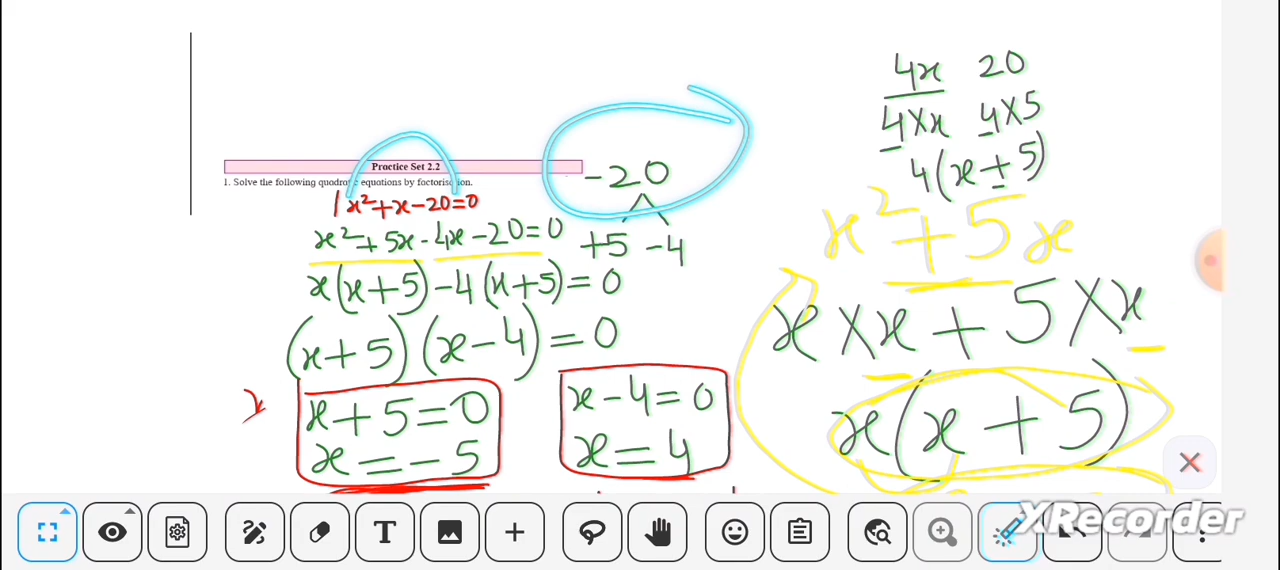 Practice Set 2.2
1. Solve the following quadratic equations by factorisation.
1x²+x-20=0
x²+5x-4x-20=0
x(x+5)-4(x+5)=0
(x+5)(x-4)=0
x+5=0
x=-5
x-4=0
x=4
-20
+5 -4
4x 20
4×x 4×5
4(x+5)
x²+5x
x×x+5×x
x(x+5)
T
XRecorder